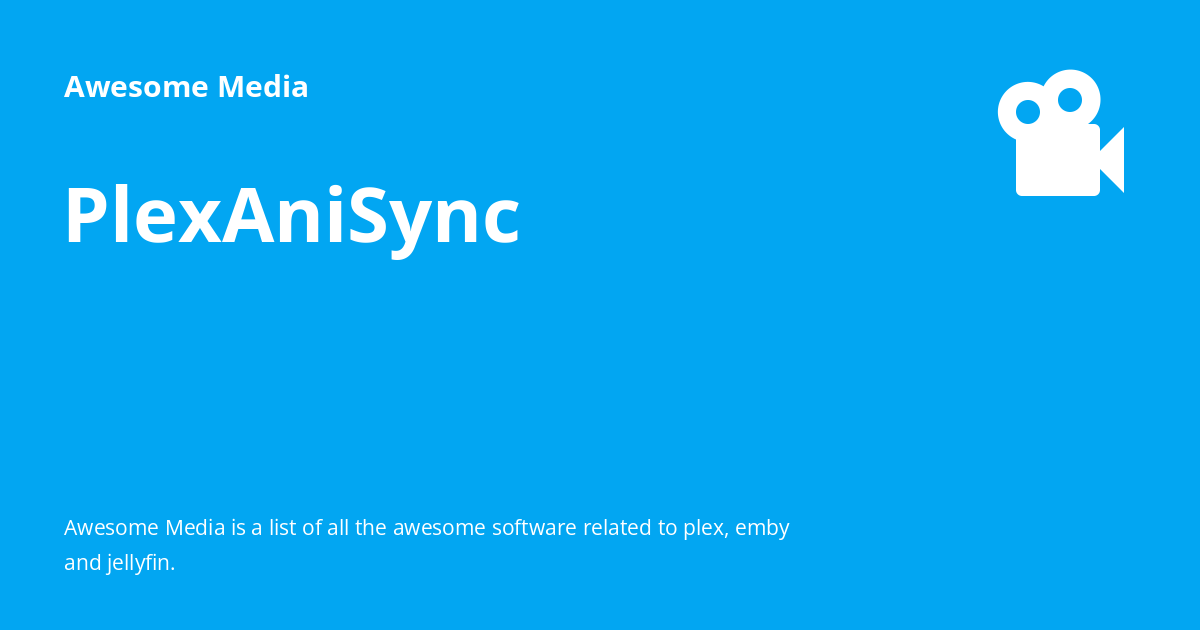 Awesome Media
PlexAniSync
Awesome Media is a list of all the awesome software related to plex, emby
and jellyfin.